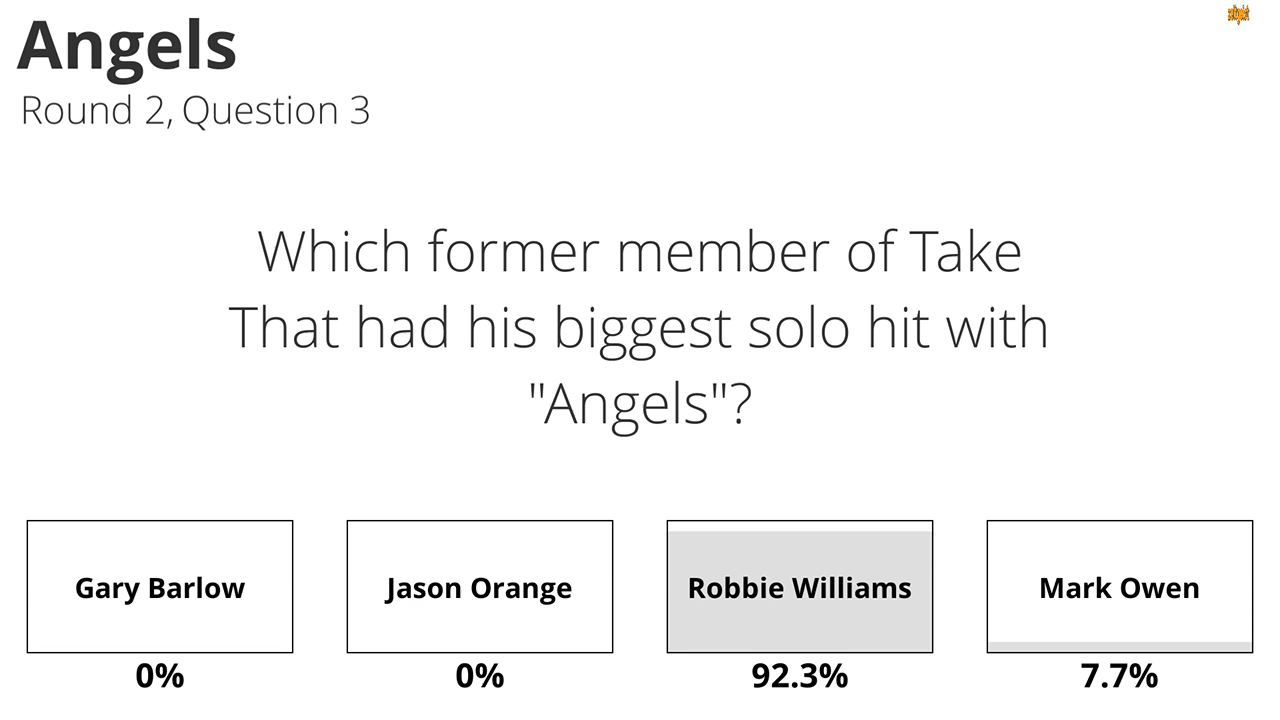 Angels
Round 2, Question 3
Which former member of Take
That had his biggest solo hit with
"Angels"?
Gary Barlow
Jason Orange
Robbie Williams
Mark Owen
0%
0%
92.3%
7.7%